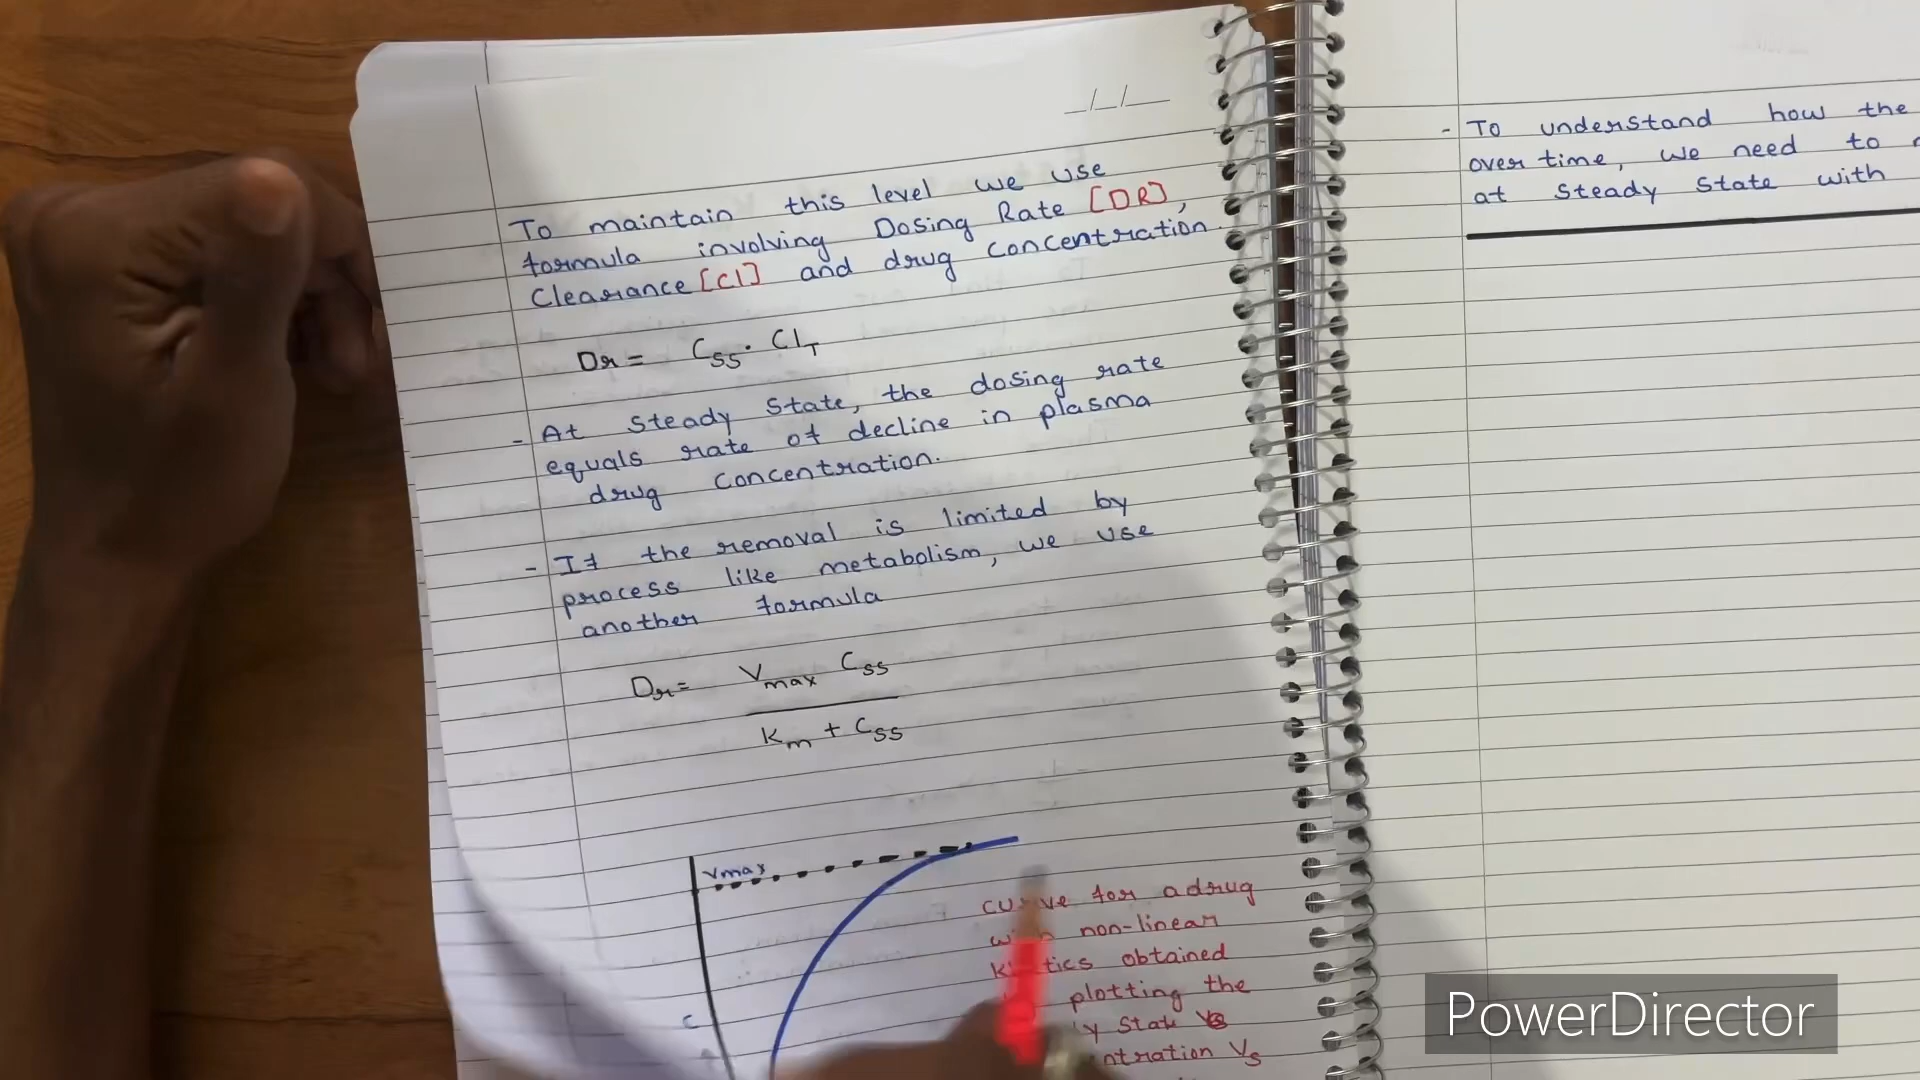 To maintain this level we use
formula involving Dosing Rate [DR],
Clearance [Cl] and drug concentration.
Dr = Css . ClT
- At steady State, the dosing rate
equals rate of decline in plasma
drug concentration.
- If the removal is limited by
process like metabolism, we use
another formula
Dr = Vmax Css
Km + Css
Vmax
C
curve for a drug
with non-linear
obtained
plotting the
State Vs
Vs
- To understand how the
over time, we need to
at Steady State with
PowerDirector